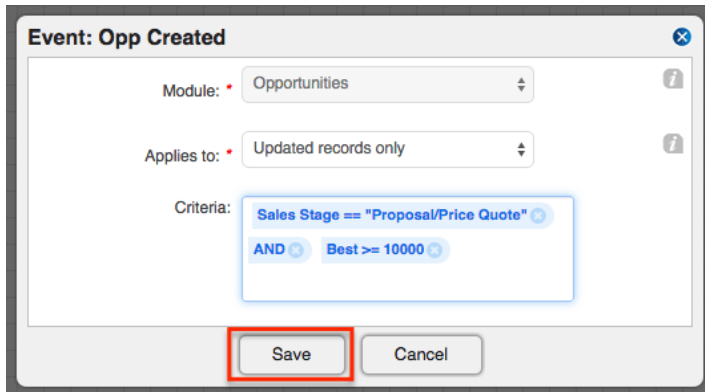 Event: Opp Created
Module: *
Opportunities
Applies to: *
Updated records only
Criteria:
Sales Stage == "Proposal/Price Quote"
AND Best >= 10000
Save Cancel